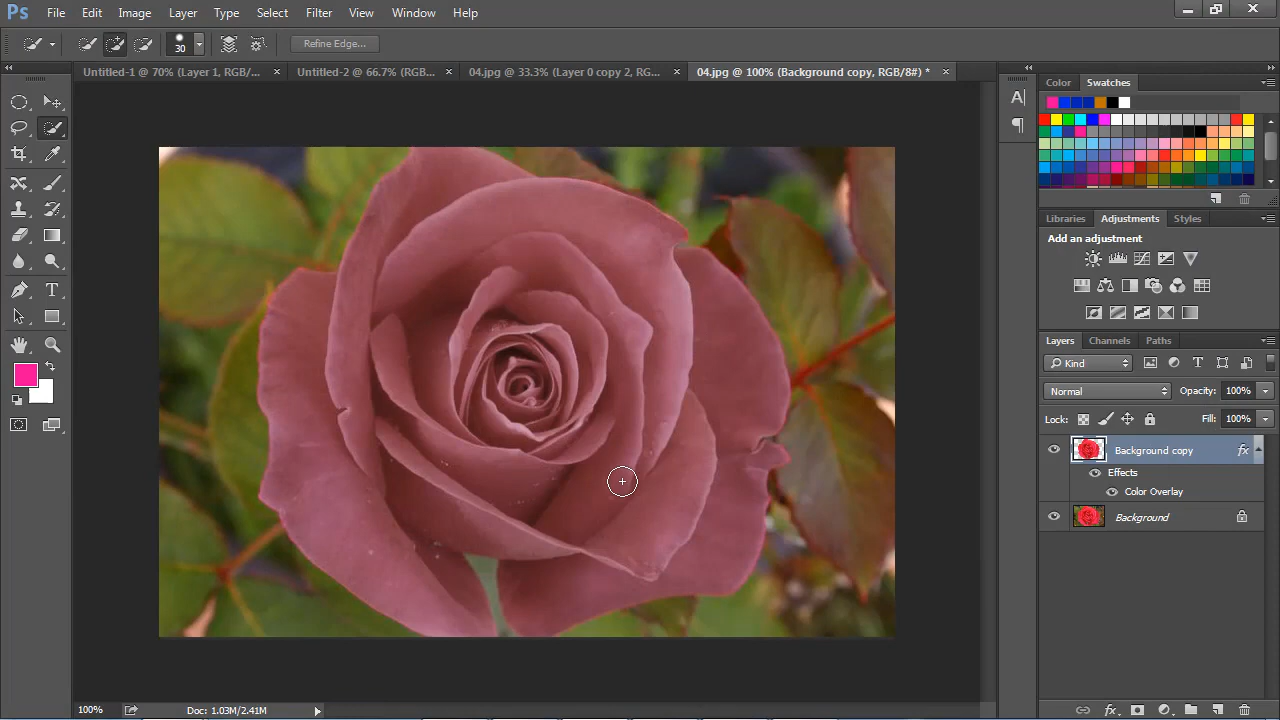 Ps File Edit Image Layer Type Select Filter View Window Help
30 Refine Edge...
Untitled-1 @ 70% (Layer 1, RGB/... × Untitled-2 @ 66.7% (RGB... × 04.jpg @ 33.3% (Layer 0 copy 2, RG... × 04.jpg @ 100% (Background copy, RGB/8#) * ×
Color Swatches
Libraries Adjustments Styles
Add an adjustment
Layers Channels Paths
Kind
Normal Opacity: 100%
Lock: Fill: 100%
Background copy fx
Effects
Color Overlay
Background
100% Doc: 1.03M/2.41M